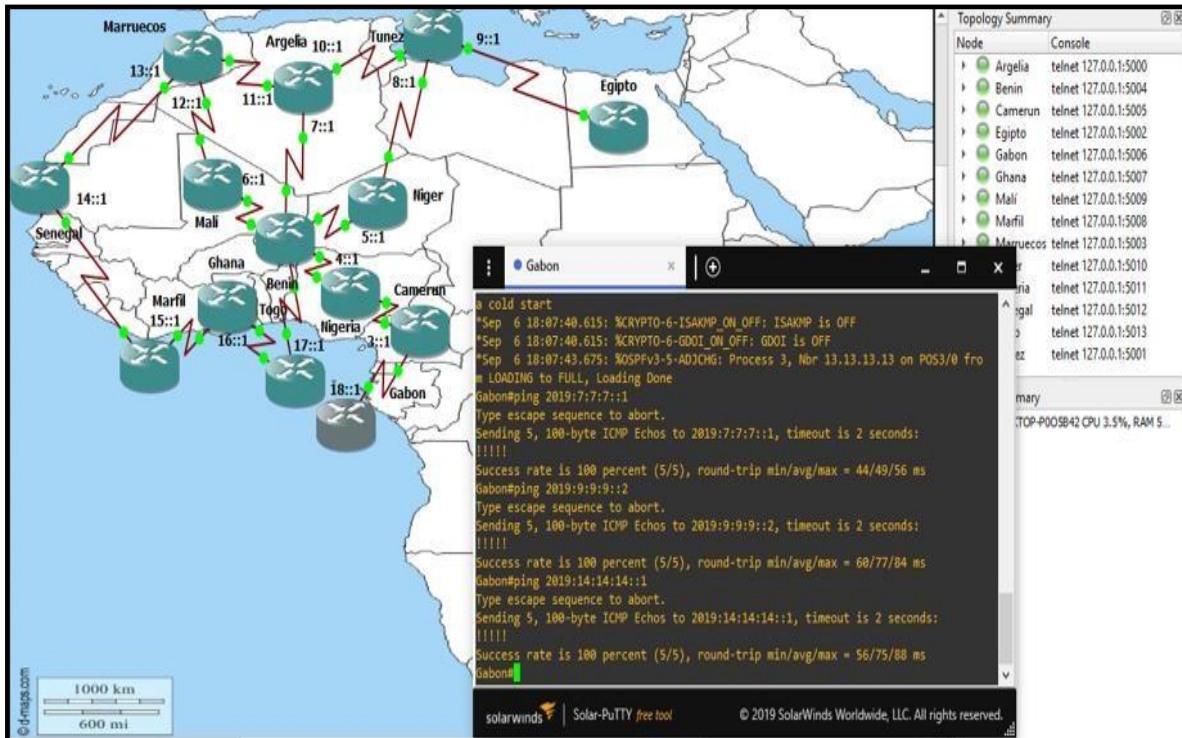 Marruecos
Argelia
10::1
Tunez
9::1
13::1
11::1
8::1
Egipto
12::1
7::1
6::1
14::1
Niger
Senegal
Malí
5::1
Ghana
4::1
Benin
Camerun
Marfil
Togo
15::1
Nigeria
16::1
17::1
3::1
18::1
Gabon
1000 km
600 mi
© d-maps.com
Topology Summary
Node Console
Argelia telnet 127.0.0.1:5000
Benin telnet 127.0.0.1:5004
Camerun telnet 127.0.0.1:5005
Egipto telnet 127.0.0.1:5002
Gabon telnet 127.0.0.1:5006
Ghana telnet 127.0.0.1:5007
Malí telnet 127.0.0.1:5009
Marfil telnet 127.0.0.1:5008
Marruecos telnet 127.0.0.1:5003
er telnet 127.0.0.1:5010
eria telnet 127.0.0.1:5011
egal telnet 127.0.0.1:5012
o telnet 127.0.0.1:5013
ez telnet 127.0.0.1:5001
mary
TOP-P0OSB42 CPU 3.5%, RAM 5...
Gabon
a cold start
*Sep 6 18:07:40.615: %CRYPTO-6-ISAKMP_ON_OFF: ISAKMP is OFF
*Sep 6 18:07:40.615: %CRYPTO-6-GDOI_ON_OFF: GDOI is OFF
*Sep 6 18:07:43.675: %OSPFv3-5-ADJCHG: Process 3, Nbr 13.13.13.13 on POS3/0 fro
m LOADING to FULL, Loading Done
Gabon#ping 2019:7:7:7::1
Type escape sequence to abort.
Sending 5, 100-byte ICMP Echos to 2019:7:7:7::1, timeout is 2 seconds:
!!!!!
Success rate is 100 percent (5/5), round-trip min/avg/max = 44/49/56 ms
Gabon#ping 2019:9:9:9::2
Type escape sequence to abort.
Sending 5, 100-byte ICMP Echos to 2019:9:9:9::2, timeout is 2 seconds:
!!!!!
Success rate is 100 percent (5/5), round-trip min/avg/max = 60/77/84 ms
Gabon#ping 2019:14:14:14::1
Type escape sequence to abort.
Sending 5, 100-byte ICMP Echos to 2019:14:14:14::1, timeout is 2 seconds:
!!!!!
Success rate is 100 percent (5/5), round-trip min/avg/max = 56/75/88 ms
Gabon#
solarwinds Solar-PuTTY free tool © 2019 SolarWinds Worldwide, LLC. All rights reserved.